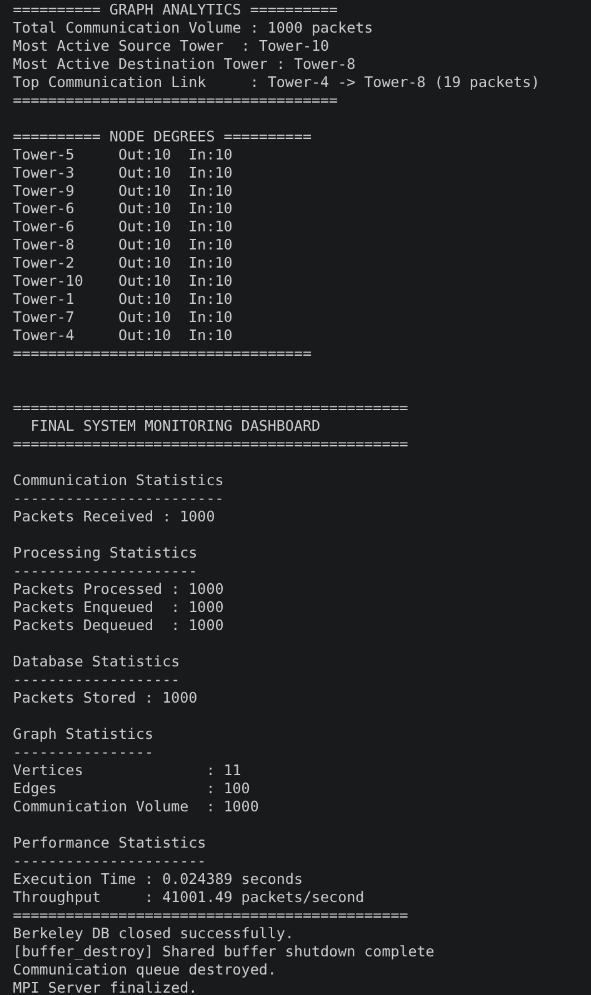 ========== GRAPH ANALYTICS ==========
Total Communication Volume : 1000 packets
Most Active Source Tower  : Tower-10
Most Active Destination Tower : Tower-8
Top Communication Link     : Tower-4 -> Tower-8 (19 packets)
=====================================

========== NODE DEGREES ==========
Tower-5     Out:10  In:10
Tower-3     Out:10  In:10
Tower-9     Out:10  In:10
Tower-6     Out:10  In:10
Tower-6     Out:10  In:10
Tower-8     Out:10  In:10
Tower-2     Out:10  In:10
Tower-10    Out:10  In:10
Tower-1     Out:10  In:10
Tower-7     Out:10  In:10
Tower-4     Out:10  In:10
==================================

=============================================
  FINAL SYSTEM MONITORING DASHBOARD
=============================================

Communication Statistics
------------------------
Packets Received : 1000

Processing Statistics
---------------------
Packets Processed : 1000
Packets Enqueued  : 1000
Packets Dequeued  : 1000

Database Statistics
-------------------
Packets Stored : 1000

Graph Statistics
----------------
Vertices              : 11
Edges                 : 100
Communication Volume  : 1000

Performance Statistics
----------------------
Execution Time : 0.024389 seconds
Throughput     : 41001.49 packets/second
=============================================
Berkeley DB closed successfully.
[buffer_destroy] Shared buffer shutdown complete
Communication queue destroyed.
MPI Server finalized.